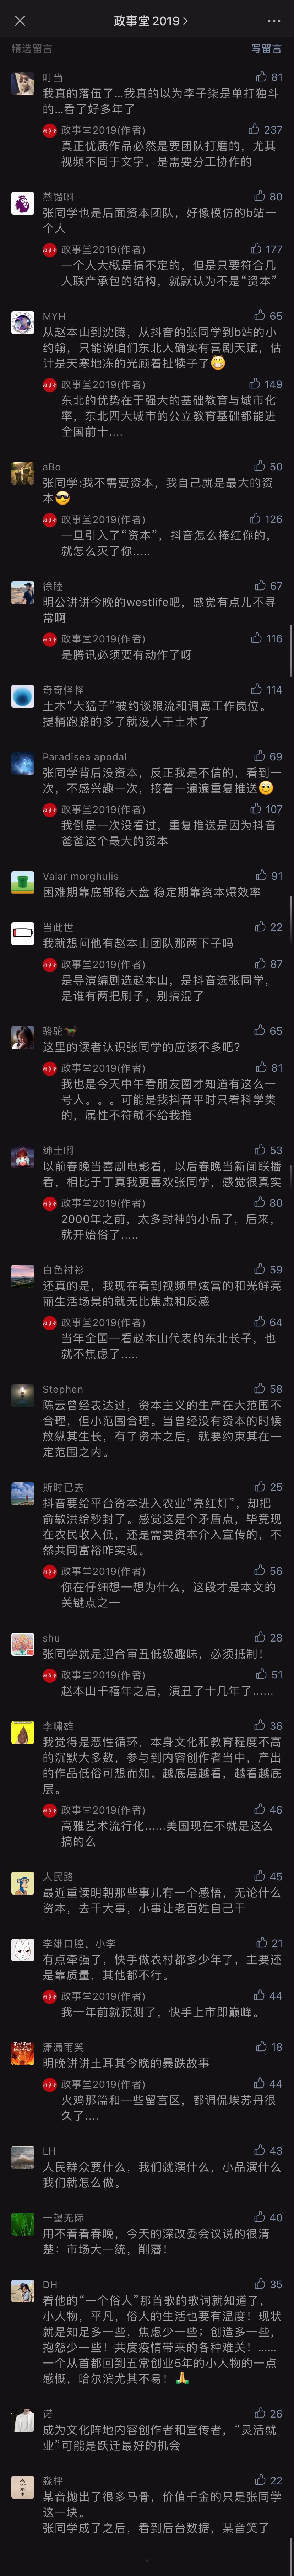 政事堂2019
精选留言
写留言
叮当
81
我真的落伍了…我真的以为李子柒是单打独斗
的…看了好多年了
政事堂2019(作者)
237
真正优质作品必然是要团队打磨的，尤其
视频不同于文字，是需要分工协作的
蒸馏啊
80
张同学也是后面资本团队，好像模仿的b站一
个人
政事堂2019(作者)
177
一个人大概是搞不定的，但是只要符合几
人联产承包的结构，就默认为不是“资本”
MYH
65
从赵本山到沈腾，从抖音的张同学到b站的小
约翰，只能说咱们东北人确实有喜剧天赋，估
计是天寒地冻的光顾着扯犊子了😁
政事堂2019(作者)
149
东北的优势在于强大的基础教育与城市化
率，东北四大城市的公立教育基础都能进
全国前十....
aBo
50
张同学:我不需要资本，我自己就是最大的资
本😎
政事堂2019(作者)
126
一旦引入了“资本”，抖音怎么捧红你的，
就怎么灭了你.....
徐睦
67
明公讲讲今晚的westlife吧，感觉有点儿不寻
常啊
政事堂2019(作者)
116
是腾讯必须要有动作了呀
奇奇怪怪
114
土木“大猛子”被约谈限流和调离工作岗位。
提桶跑路的多了就没人干土木了
Paradisea apodal
69
张同学背后没资本，反正我是不信的，看到一
次，不感兴趣一次，接着一遍遍重复推送🙂
政事堂2019(作者)
107
我倒是一次没看过，重复推送是因为抖音
爸爸这个最大的资本
Valar morghulis
91
困难期靠底部稳大盘 稳定期靠资本爆效率
当此世
22
我就想问他有赵本山团队那两下子吗
政事堂2019(作者)
87
是导演编剧选赵本山，是抖音选张同学，
是谁有两把刷子，别搞混了
骆驼🐈‍⬛
65
这里的读者认识张同学的应该不多吧？
政事堂2019(作者)
81
我也是今天中午看朋友圈才知道有这么一
号人。。。可能是我抖音平时只看科学类
的，属性不符就不给我推
绅士啊
53
以前春晚当喜剧电影看，以后春晚当新闻联播
看，相比于丁真我更喜欢张同学，感觉很真实
政事堂2019(作者)
80
2000年之前，太多封神的小品了，后来，
就开始俗了.....
白色衬衫
59
还真的是，我现在看到视频里炫富的和光鲜亮
丽生活场景的就无比焦虑和反感
政事堂2019(作者)
64
当年全国一看赵本山代表的东北长子，也
就不焦虑了.....
Stephen
58
陈云曾经表达过，资本主义的生产在大范围不
合理，但小范围合理。当曾经没有资本的时候
放纵其生长，有了资本之后，就要约束其在一
定范围之内。
斯时已去
25
抖音要给平台资本进入农业“亮红灯”，却把
俞敏洪给秒封了。感觉这是个矛盾点，毕竟现
在农民收入低，还是需要资本介入宣传的，不
然共同富裕咋实现。
政事堂2019(作者)
56
你在仔细想一想为什么，这段才是本文的
关键点之一
shu
28
张同学就是迎合审丑低级趣味，必须抵制！
政事堂2019(作者)
51
赵本山千禧年之后，演丑了十几年了......
李啸雄
36
我觉得是恶性循环，本身文化和教育程度不高
的沉默大多数，参与到内容创作者当中，产出
的作品低俗可想而知。越底层越看，越看越底
层。
政事堂2019(作者)
46
高雅艺术流行化......美国现在不就是这么
搞的么
人民路
45
最近重读明朝那些事儿有一个感悟，无论什么
资本，去干大事，小事让老百姓自己干
李雄口腔。小李
21
有点牵强了，快手做农村都多少年了，主要还
是靠质量，其他都不行。
政事堂2019(作者)
44
我一年前就预测了，快手上市即巅峰。
潇潇雨笑
18
明晚讲讲土耳其今晚的暴跌故事
政事堂2019(作者)
44
火鸡那篇和一些留言区，都调侃埃苏丹很
久了....
LH
43
人民群众要什么，我们就演什么，小品演什么
我们就怎么做。
一望无际
40
用不着看春晚，今天的深改委会议说的很清
楚：市场大一统，削藩！
DH
35
看他的“一个俗人”那首歌的歌词就知道了，
小人物，平凡，俗人的生活也要有温度！现状
就是知足多一些，焦虑少一些；创造多一些，
抱怨少一些！共度疫情带来的各种难关！……
一个从首都回到五常创业5年的小人物的一点
感慨，哈尔滨尤其不易！🙏
诺
26
成为文化阵地内容创作者和宣传者，“灵活就
业”可能是跃迁最好的机会
淼枰
22
某音抛出了很多马骨，价值千金的只是张同学
这一块。
张同学成了之后，看到后台数据，某音笑了